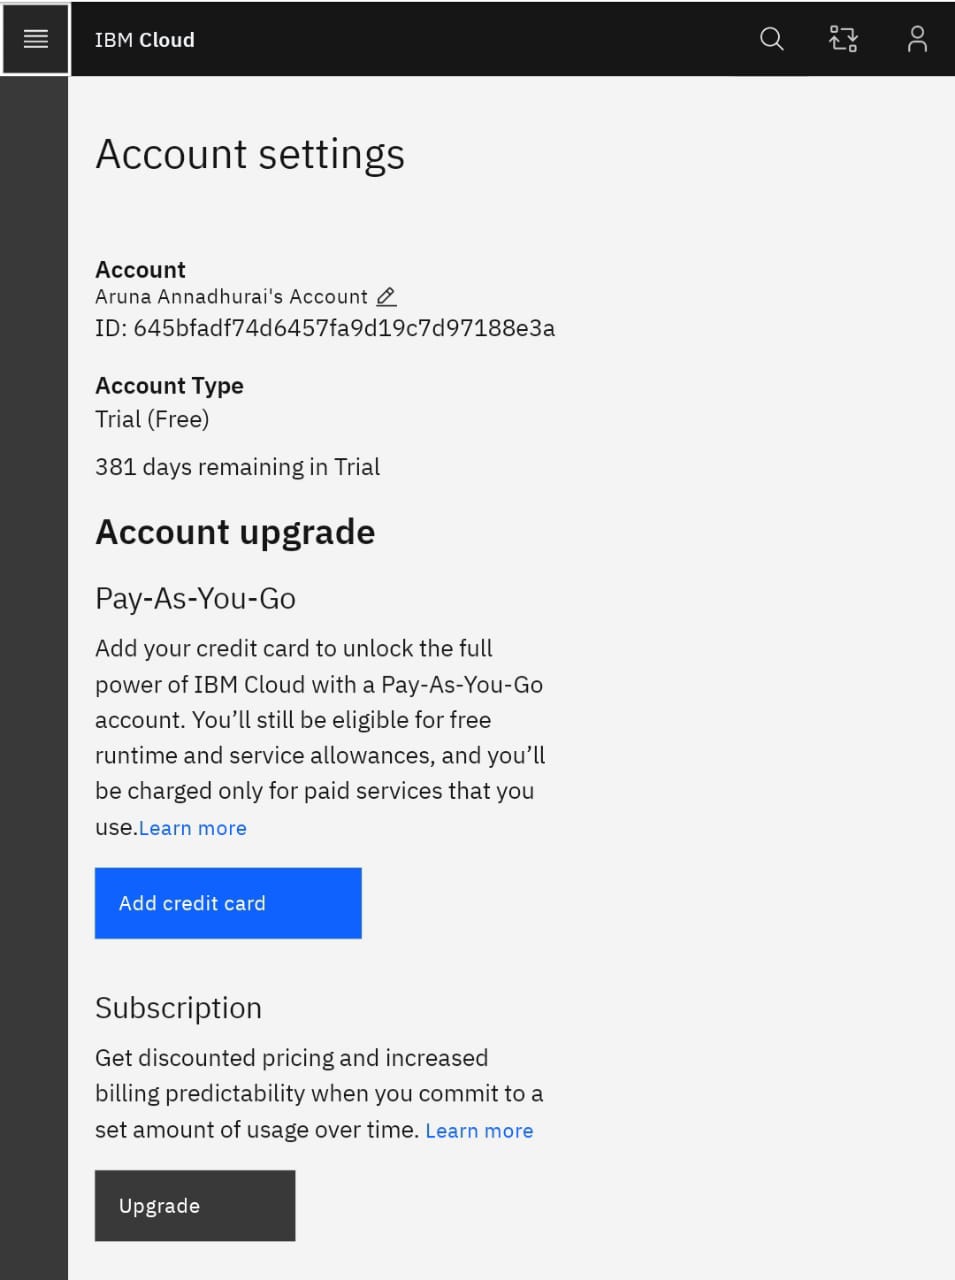 IBM Cloud
Account settings
Account
Aruna Annadhurai's Account
ID: 645bfadf74d6457fa9d19c7d97188e3a
Account Type
Trial (Free)
381 days remaining in Trial
Account upgrade
Pay-As-You-Go
Add your credit card to unlock the full
power of IBM Cloud with a Pay-As-You-Go
account. You’ll still be eligible for free
runtime and service allowances, and you’ll
be charged only for paid services that you
use.Learn more
Add credit card
Subscription
Get discounted pricing and increased
billing predictability when you commit to a
set amount of usage over time. Learn more
Upgrade